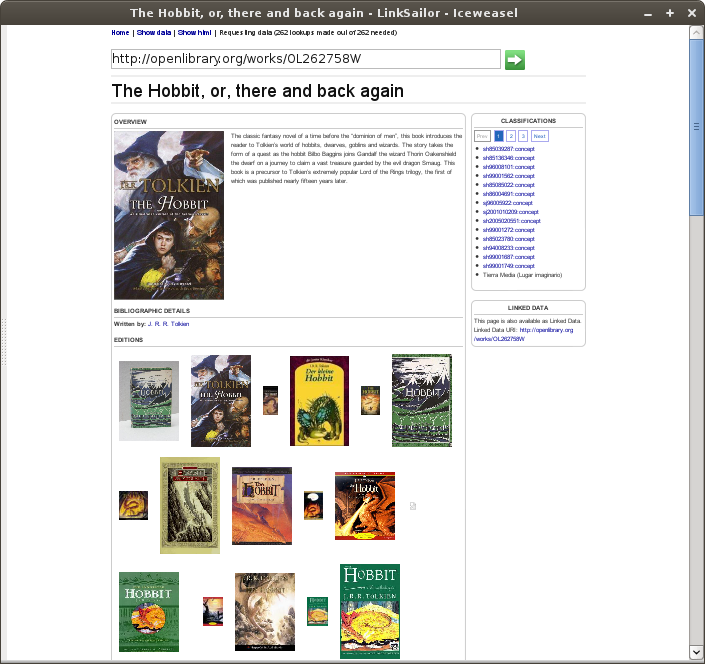 The Hobbit, or, there and back again - LinkSailor - Iceweasel
Home | Show data | Show html | Requesting data (262 lookups made out of 262 needed)
http://openlibrary.org/works/OL262758W
The Hobbit, or, there and back again
OVERVIEW
J.R.R. TOLKIEN
THE HOBBIT
The classic fantasy novel of a time before the "dominion of men", this book introduces the
reader to Tolkien's world of hobbits, dwarves, goblins and wizards. The story takes the
form of a quest as the hobbit Bilbo Baggins joins Gandalf the wizard Thorin Oakenshield
the dwarf on a journey to claim a vast treasure guarded by the evil dragon Smaug. This
book is a precursor to Tolkien's extremely popular Lord of the Rings trilogy, the first of
which was published nearly fifteen years later.
BIBLIOGRAPHIC DETAILS
Written by: J. R. R. Tolkien
EDITIONS
TOLKIEN
THE HOBBIT
Der kleine
Hobbit
HOBBIT
The
HOBBIT
The Hobbit
HOBBIT
HOBBIT
J.R.R. TOLKIEN
CLASSIFICATIONS
Prev 1 2 3 Next
sh85039287:concept
sh85136346:concept
sh96008101:concept
sh99001562:concept
sh85085022:concept
sh86004691:concept
sj96005922:concept
sj2001010209:concept
sh2005020551:concept
sh99001272:concept
sh85023780:concept
sh94008233:concept
sh99001687:concept
sh99001749:concept
Tierra Media (Lugar imaginario)
LINKED DATA
This page is also available as Linked Data.
Linked Data URI: http://openlibrary.org
/works/OL262758W